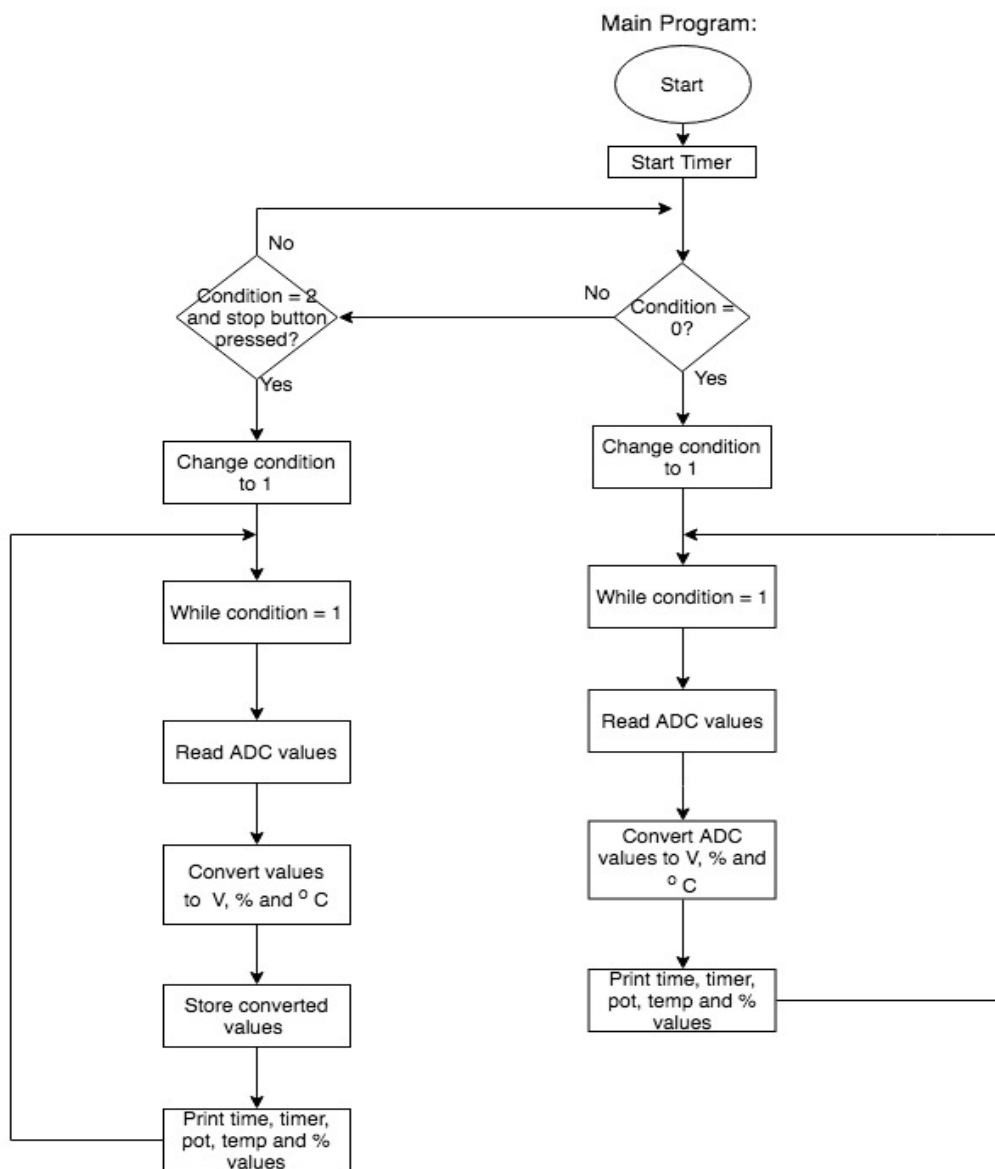 Main Program:
Start
Start Timer
No
No
Condition = 2
and stop button
pressed?
Condition =
0?
Yes
Yes
Change condition
to 1
Change condition
to 1
While condition = 1
While condition = 1
Read ADC values
Read ADC values
Convert values
to V, % and ° C
Convert ADC
values to V, % and
° C
Store converted
values
Print time, timer,
pot, temp and %
values
Print time, timer,
pot, temp and %
values